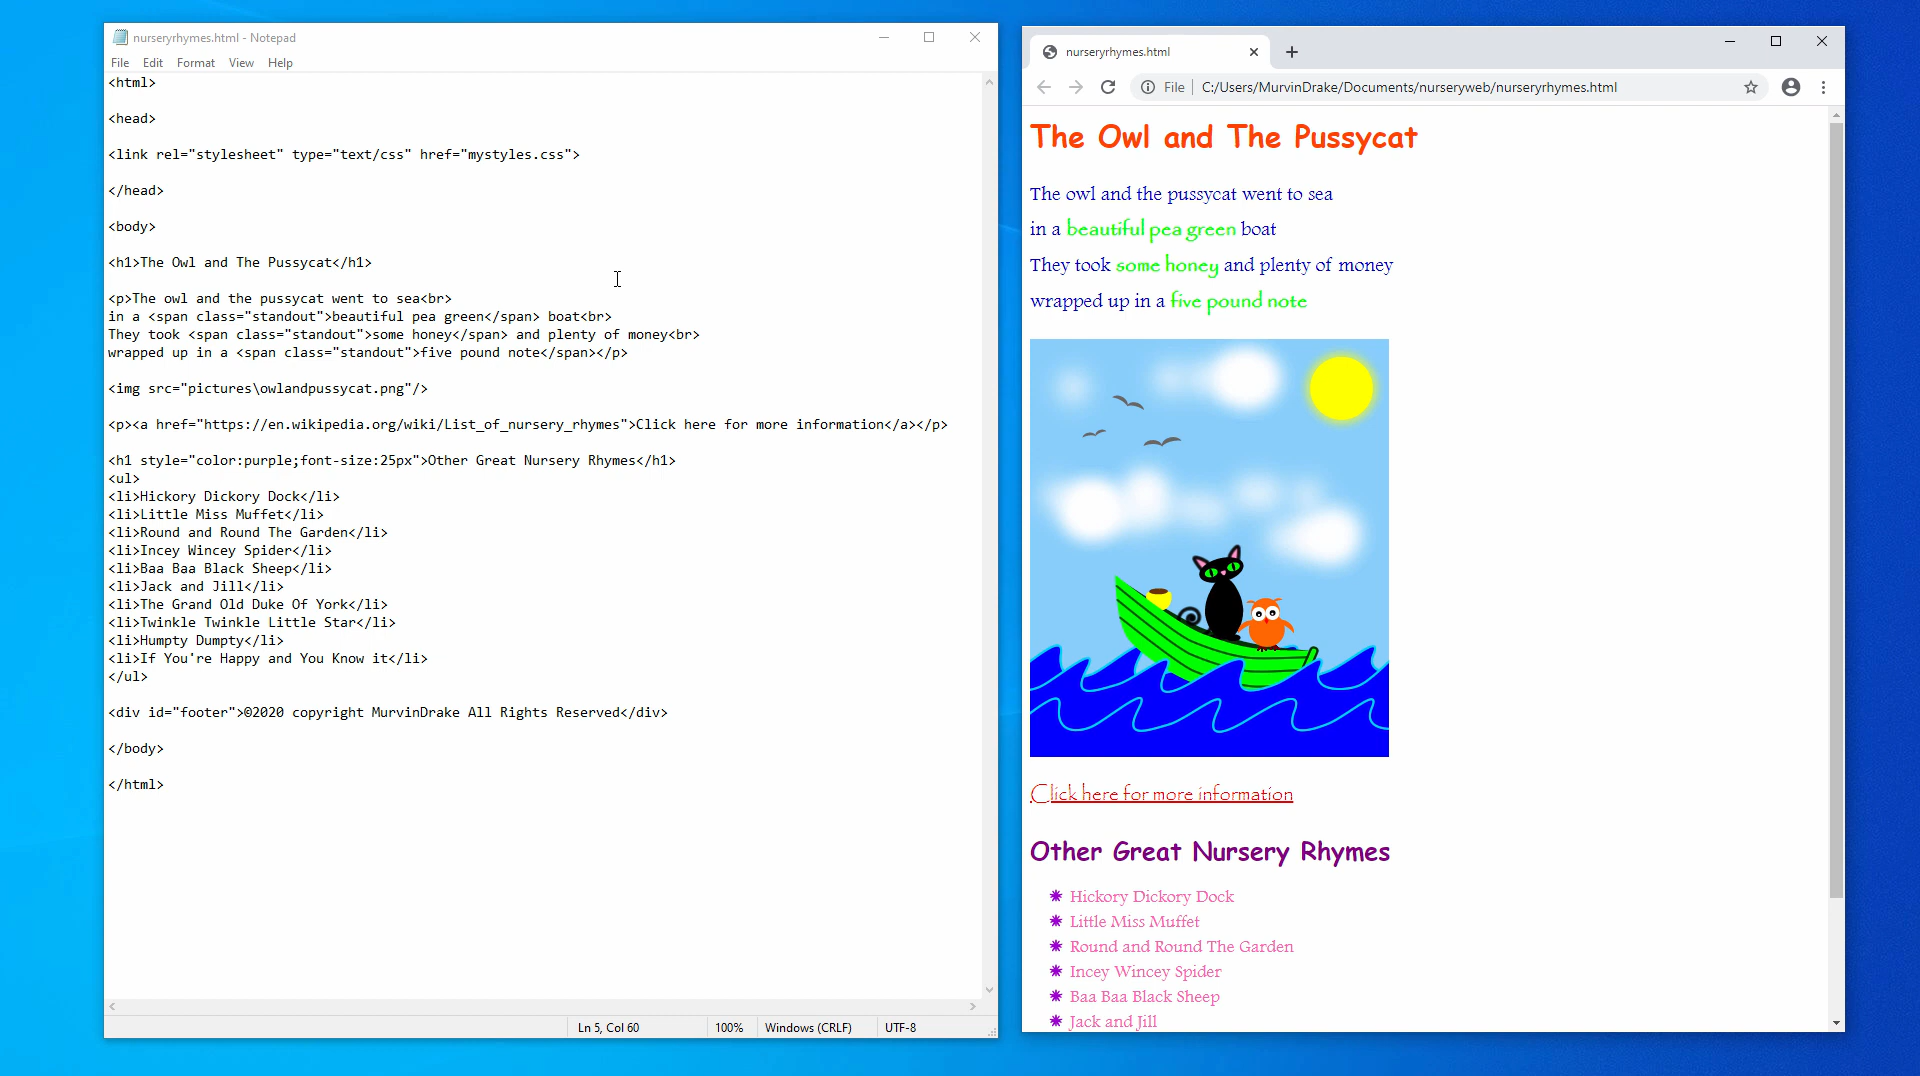 nurseryrhymes.html - Notepad
File Edit Format View Help
<html>
<head>
<link rel="stylesheet" type="text/css" href="mystyles.css">
</head>
<body>
<h1>The Owl and The Pussycat</h1>
<p>The owl and the pussycat went to sea<br>
in a <span class="standout">beautiful pea green</span> boat<br>
They took <span class="standout">some honey</span> and plenty of money<br>
wrapped up in a <span class="standout">five pound note</span></p>
<img src="pictures\owlandpussycat.png"/>
<p><a href="https://en.wikipedia.org/wiki/List_of_nursery_rhymes">Click here for more information</a></p>
<h1 style="color:purple;font-size:25px">Other Great Nursery Rhymes</h1>
<ul>
<li>Hickory Dickory Dock</li>
<li>Little Miss Muffet</li>
<li>Round and Round The Garden</li>
<li>Incey Wincey Spider</li>
<li>Baa Baa Black Sheep</li>
<li>Jack and Jill</li>
<li>The Grand Old Duke Of York</li>
<li>Twinkle Twinkle Little Star</li>
<li>Humpty Dumpty</li>
<li>If You're Happy and You Know it</li>
</ul>
<div id="footer">©2020 copyright MurvinDrake All Rights Reserved</div>
</body>
</html>
Ln 5, Col 60 100% Windows (CRLF) UTF-8
nurseryrhymes.html
File C:/Users/MurvinDrake/Documents/nurseryweb/nurseryrhymes.html
The Owl and The Pussycat
The owl and the pussycat went to sea
in a beautiful pea green boat
They took some honey and plenty of money
wrapped up in a five pound note
Click here for more information
Other Great Nursery Rhymes
Hickory Dickory Dock
Little Miss Muffet
Round and Round The Garden
Incey Wincey Spider
Baa Baa Black Sheep
Jack and Jill